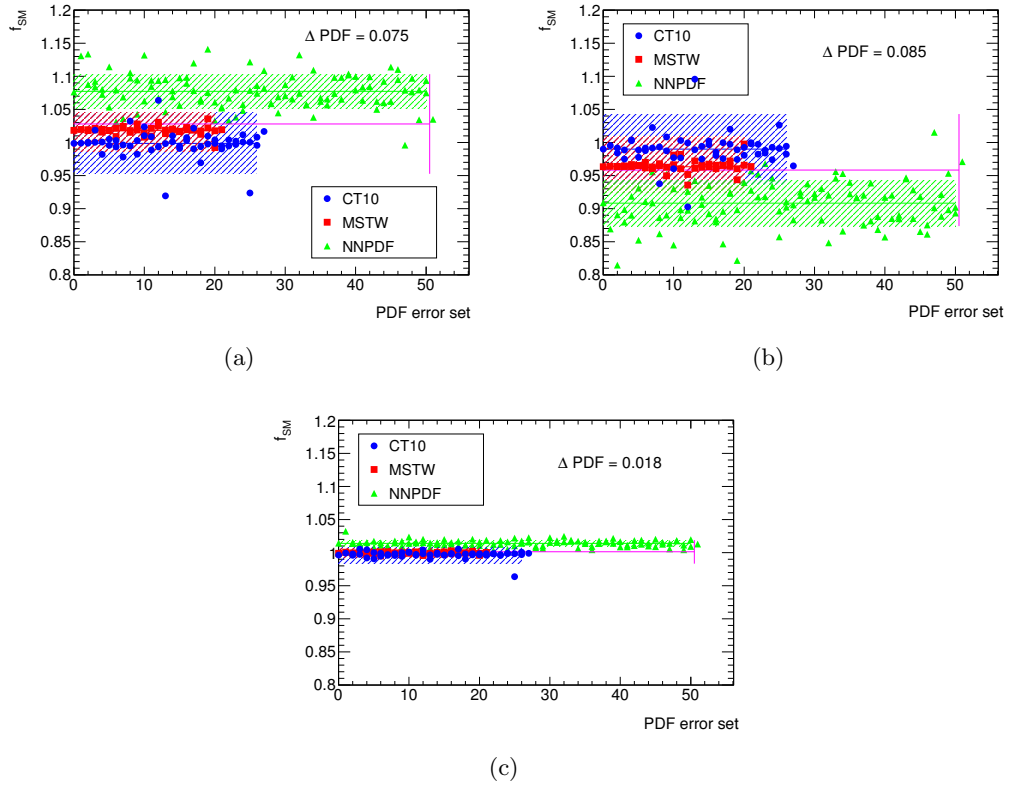 f_SM
1.2
1.15
1.1
1.05
1
0.95
0.9
0.85
0.8
Δ PDF = 0.075
CT10
MSTW
NNPDF
0 10 20 30 40 50
PDF error set
(a)
f_SM
1.2
1.15
1.1
1.05
1
0.95
0.9
0.85
0.8
CT10
MSTW
NNPDF
Δ PDF = 0.085
0 10 20 30 40 50
PDF error set
(b)
f_SM
1.2
1.15
1.1
1.05
1
0.95
0.9
0.85
0.8
CT10
MSTW
NNPDF
Δ PDF = 0.018
0 10 20 30 40 50
PDF error set
(c)